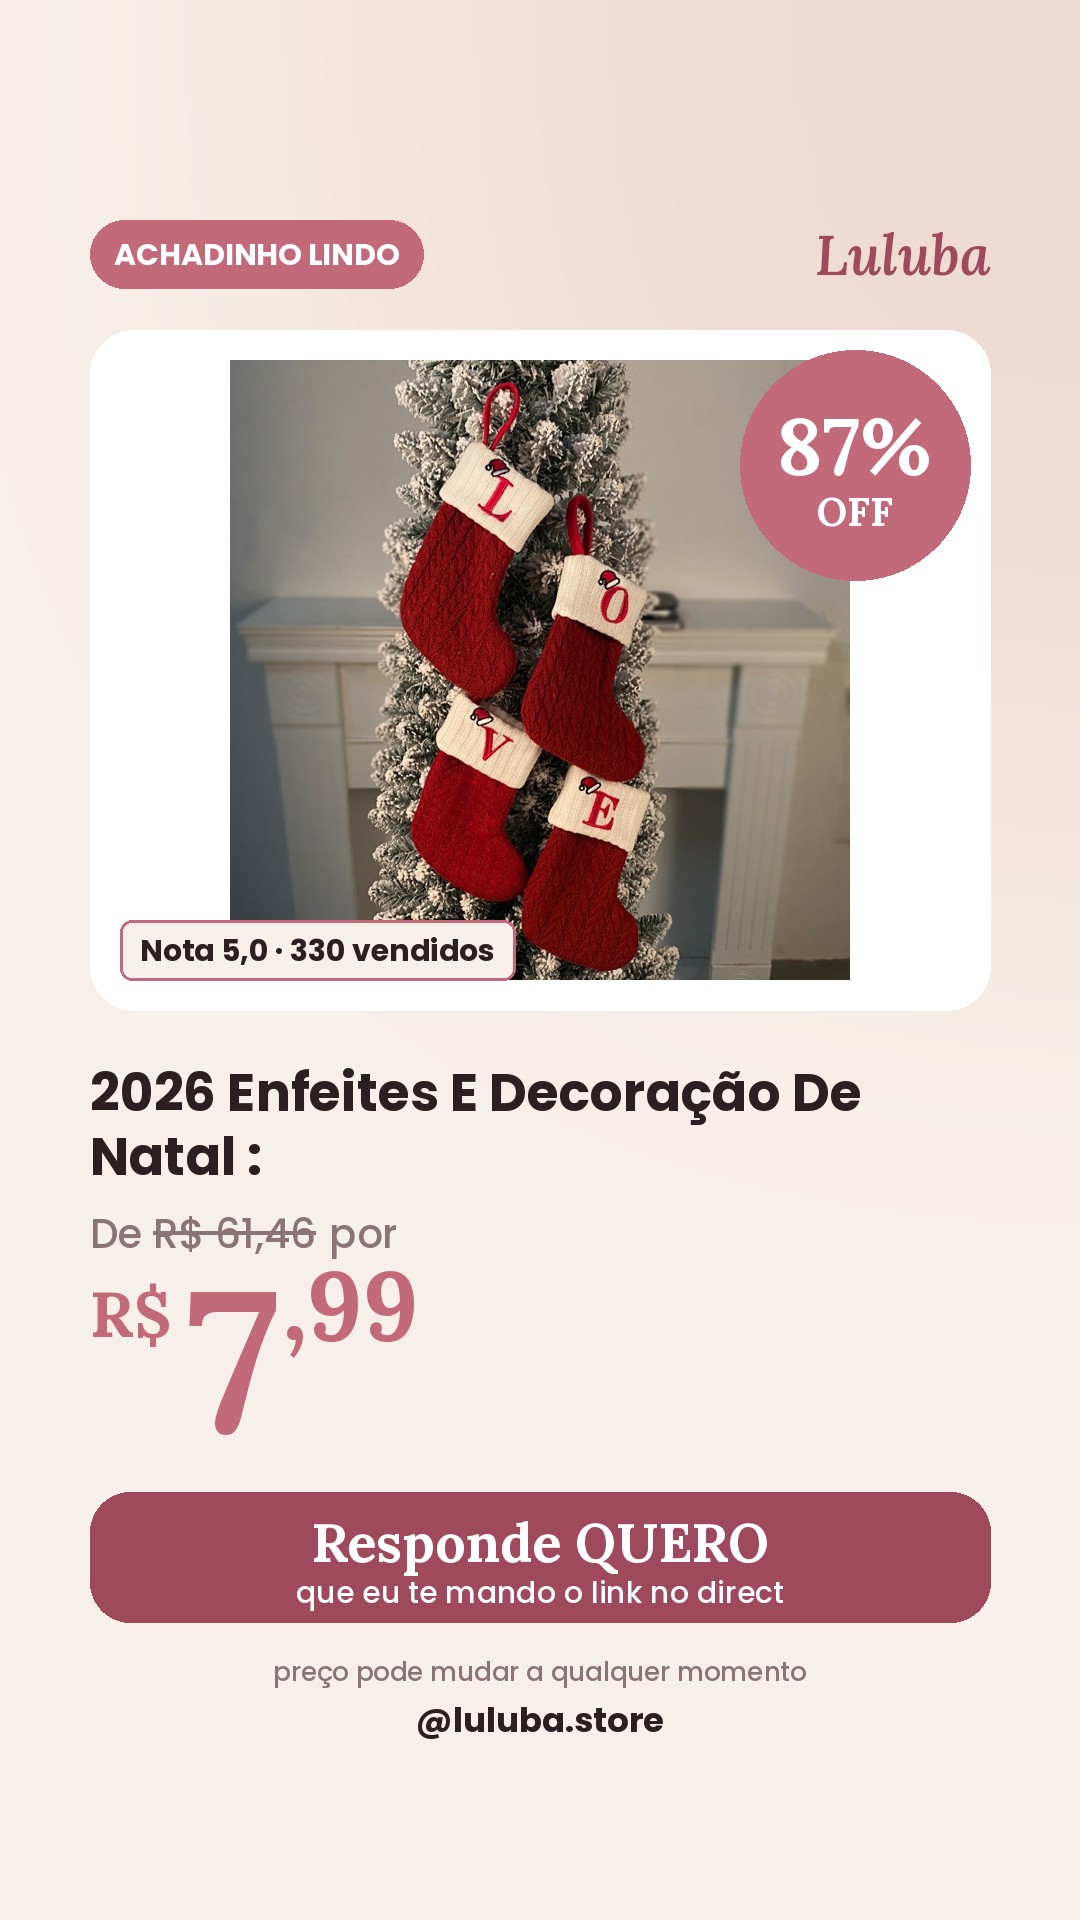 ACHADINHO LINDO
Luluba
87%
OFF
L
O
V
E
Nota 5,0 · 330 vendidos
2026 Enfeites E Decoração De
Natal :
De R$ 61,46 por
R$ 7,99
Responde QUERO
que eu te mando o link no direct
preço pode mudar a qualquer momento
@luluba.store